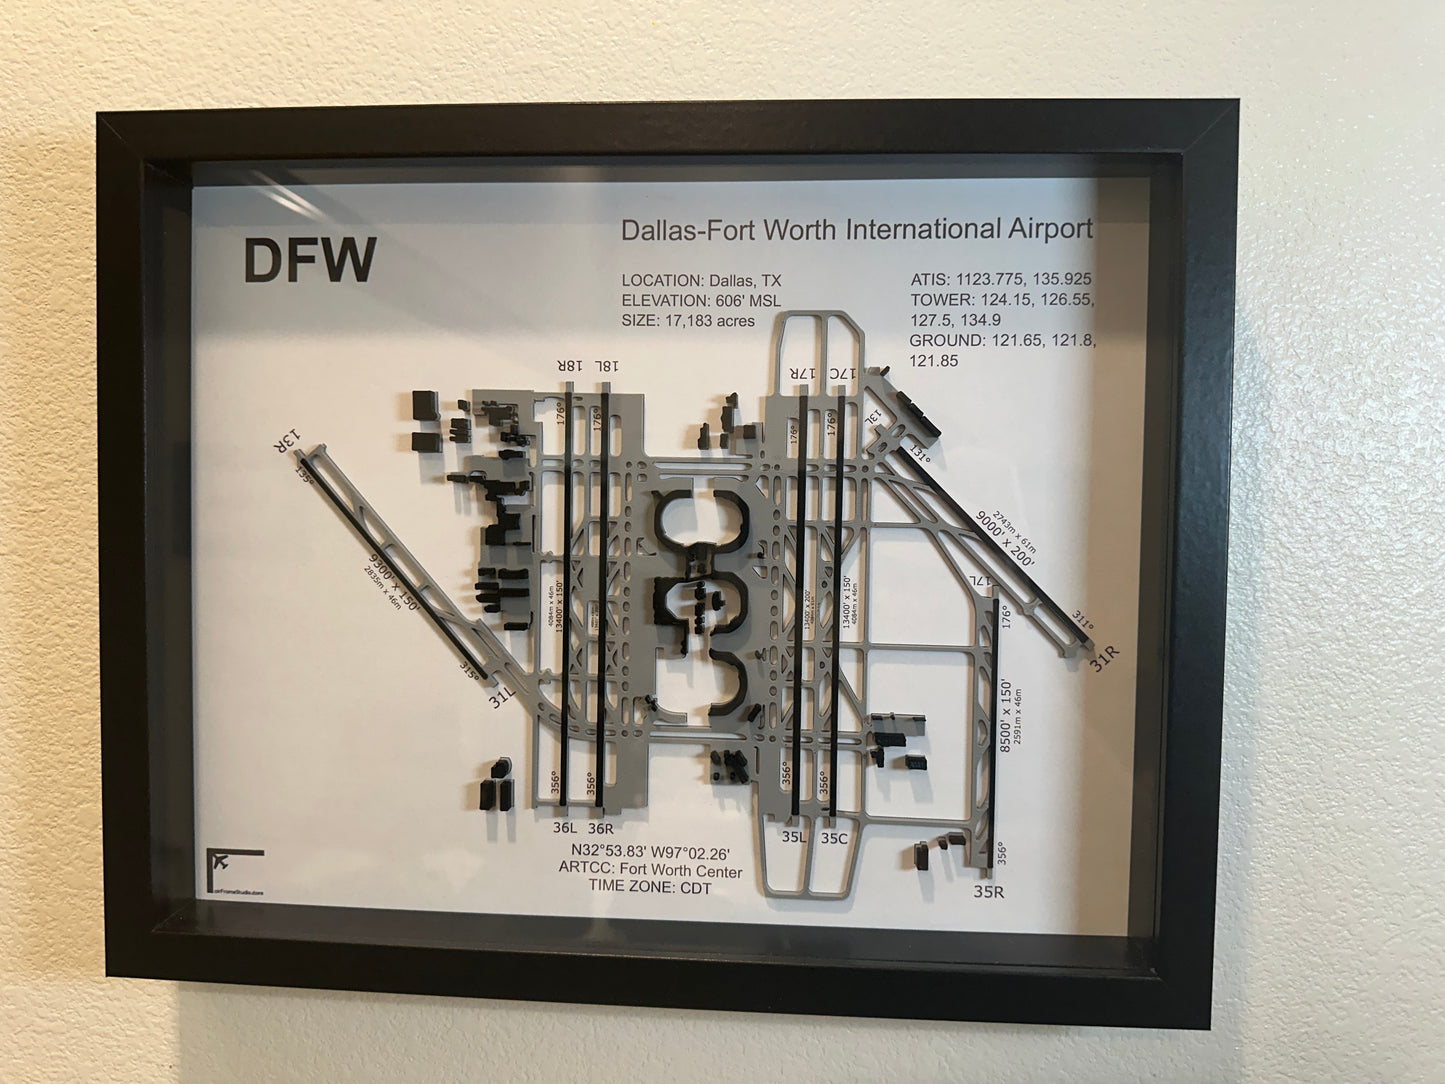 DFW
Dallas-Fort Worth International Airport
LOCATION: Dallas, TX
ELEVATION: 606' MSL
SIZE: 17,183 acres
ATIS: 1123.775, 135.925
TOWER: 124.15, 126.55,
127.5, 134.9
GROUND: 121.65, 121.8,
121.85
18R
18L
17R
17C
13L
13R
176°
176°
176°
176°
131°
135°
9000' x 200'
2743m x 61m
9300' x 150'
2835m x 46m
17L
176°
311°
31R
315°
31L
4084m x 46m
13400' x 150'
13400' x 200'
13400' x 150'
4084m x 46m
8500' x 150'
2591m x 46m
356°
356°
356°
356°
356°
36L
36R
35L
35C
35R
N32°53.83' W97°02.26'
ARTCC: Fort Worth Center
TIME ZONE: CDT
airFrameStudio.store